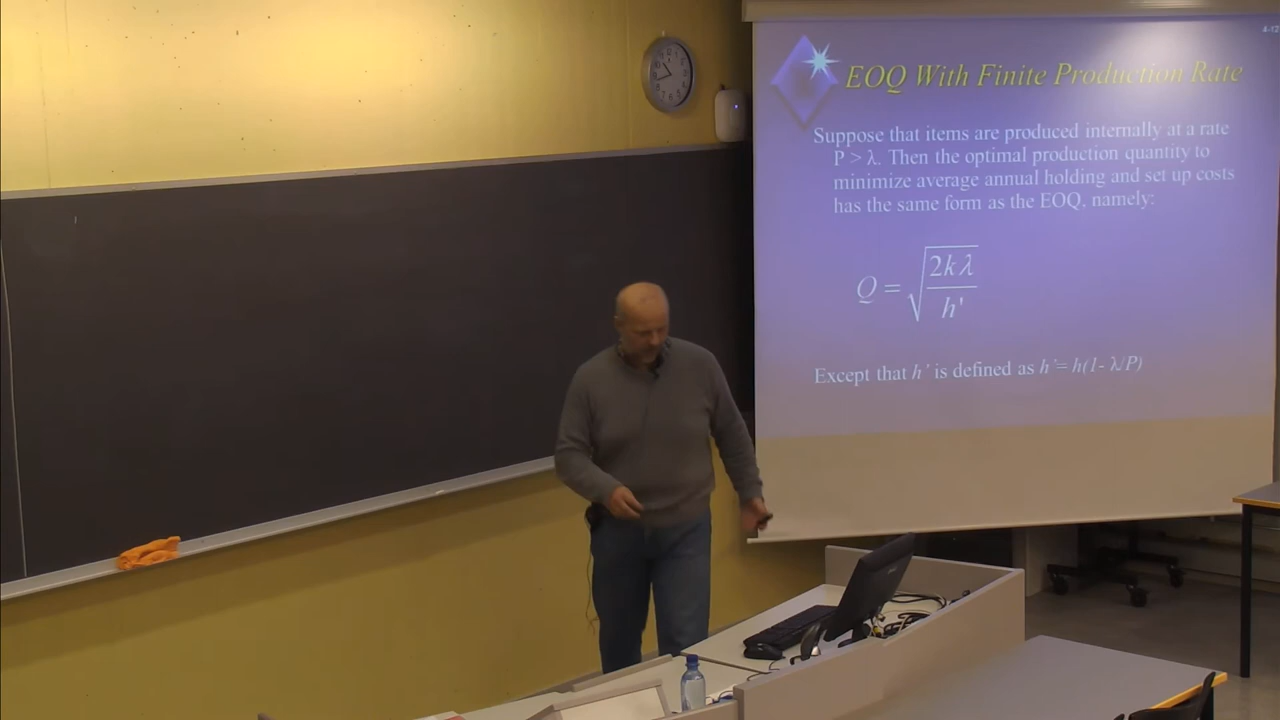 4-12
EOQ With Finite Production Rate
Suppose that items are produced internally at a rate
P > λ. Then the optimal production quantity to
minimize average annual holding and set up costs
has the same form as the EOQ, namely:
Q = √(2kλ / h')
Except that h' is defined as h'= h(1- λ/P)